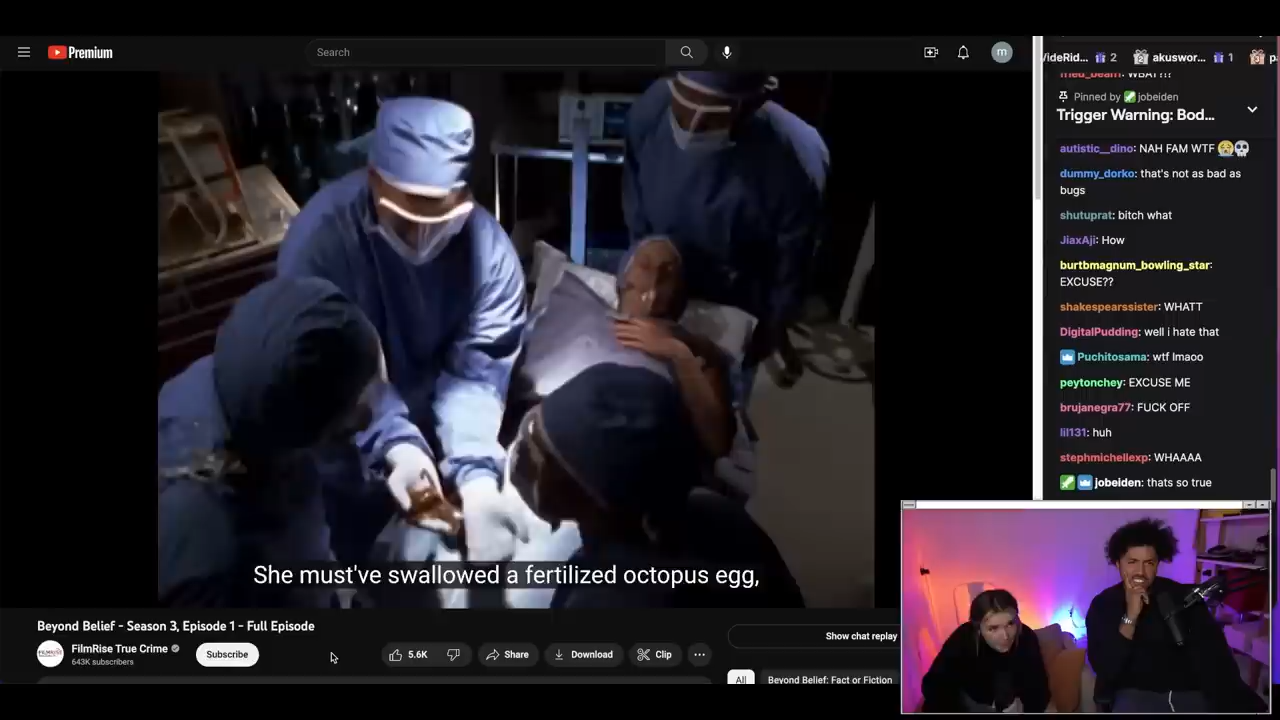 Premium
Search
m
She must've swallowed a fertilized octopus egg,
Beyond Belief - Season 3, Episode 1 - Full Episode
FilmRise True Crime
643K subscribers
Subscribe
5.6K
Share
Download
Clip
Show chat replay
All
Beyond Belief: Fact or Fiction
VideRid... 2 akuswor... 1
fried_beam: WBAT???
Pinned by jobeiden
Trigger Warning: Bod...
autistic__dino: NAH FAM WTF 😭💀
dummy_dorko: that's not as bad as
bugs
shutuprat: bitch what
JiaxAji: How
burtbmagnum_bowling_star:
EXCUSE??
shakespearssister: WHATT
DigitalPudding: well i hate that
Puchitosama: wtf lmaoo
peytonchey: EXCUSE ME
brujanegra77: FUCK OFF
lil131: huh
stephmichellexp: WHAAAA
jobeiden: thats so true